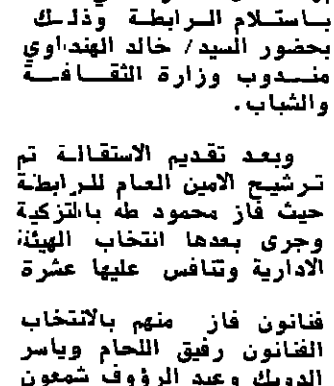 باستلام الرابطة وذلك
بحضور السيد/ خالد الهنداوي
منـدوب وزارة الثقـافـة
والشباب.
وبعد تقديم الاستقالة تم
ترشيح الامين العام للرابطة
حيث فاز محمود طه بالتزكية
وجرى بعدها انتخاب الهيئة
الادارية وتنافس عليها عشرة
فنانون فاز منهم بالانتخاب
الفنانون رفيق اللحام وياسر
الدويك وعبد الرؤوف شمعون